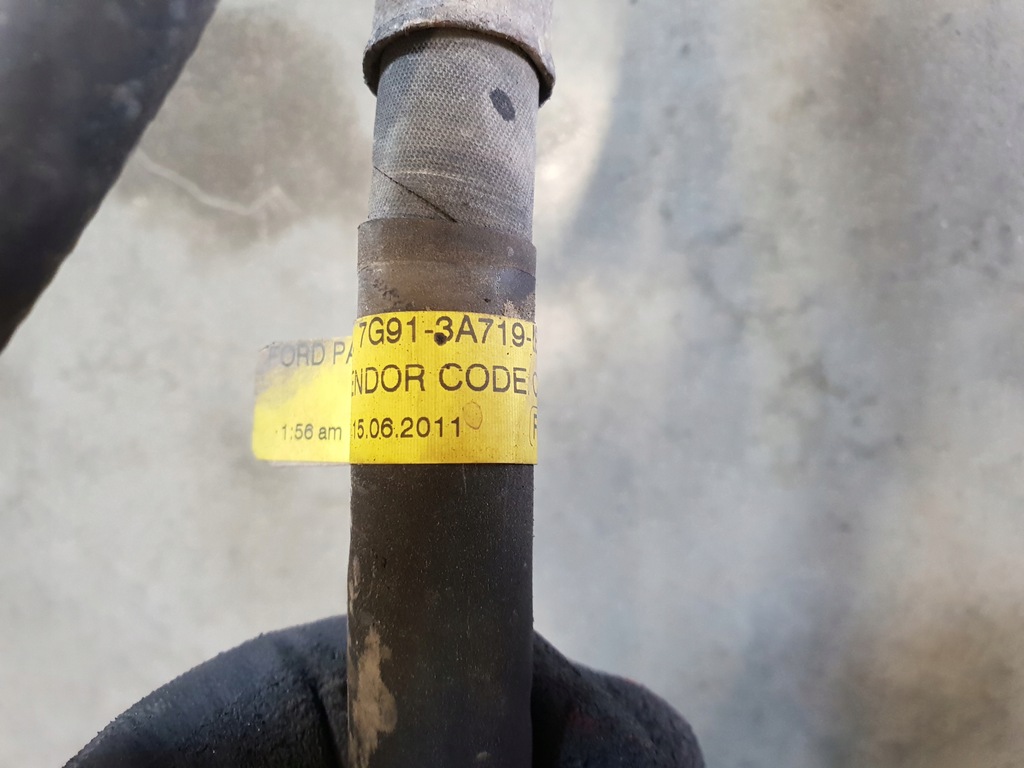 7G91-3A719-
FORD PA
ENDOR CODE
1:56 am 15.06.2011